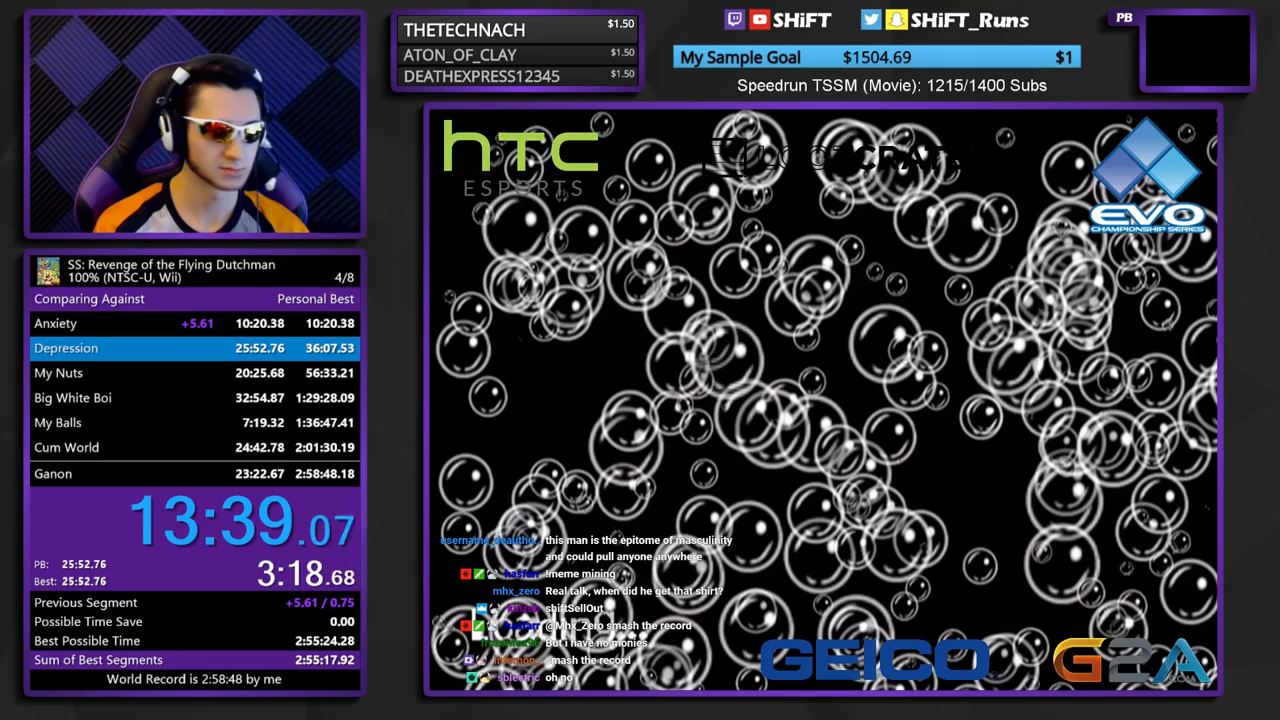 THETECHNACH $1.50
ATON_OF_CLAY $1.50
DEATHEXPRESS12345 $1.50
SHiFT SHiFT_Runs
My Sample Goal $1504.69 $1
Speedrun TSSM (Movie): 1215/1400 Subs
PB
SS: Revenge of the Flying Dutchman
100% (NTSC-U, Wii) 4/8
Comparing Against Personal Best
Anxiety +5.61 10:20.38 10:20.38
Depression 25:52.76 36:07.53
My Nuts 20:25.68 56:33.21
Big White Boi 32:54.87 1:29:28.09
My Balls 7:19.32 1:36:47.41
Cum World 24:42.78 2:01:30.19
Ganon 23:22.67 2:58:48.18
13:39.07
PB: 25:52.76
Best: 25:52.76
3:18.68
Previous Segment +5.61 / 0.75
Possible Time Save 0.00
Best Possible Time 2:55:24.28
Sum of Best Segments 2:55:17.92
World Record is 2:58:48 by me
hTC
ESPORTS
LOOT CRATE
EVO
CHAMPIONSHIP SERIES
this man is the epitome of masculinity
and could pull anyone anywhere
hasfarr !meme mining
mhx_zero Real talk, when did he get that shirt?
shiftSellOut
hasfarr @Mhx_Zero smash the record
But i have no monies
smash the record
sblectric oh no
GEICO
G2A
.COM